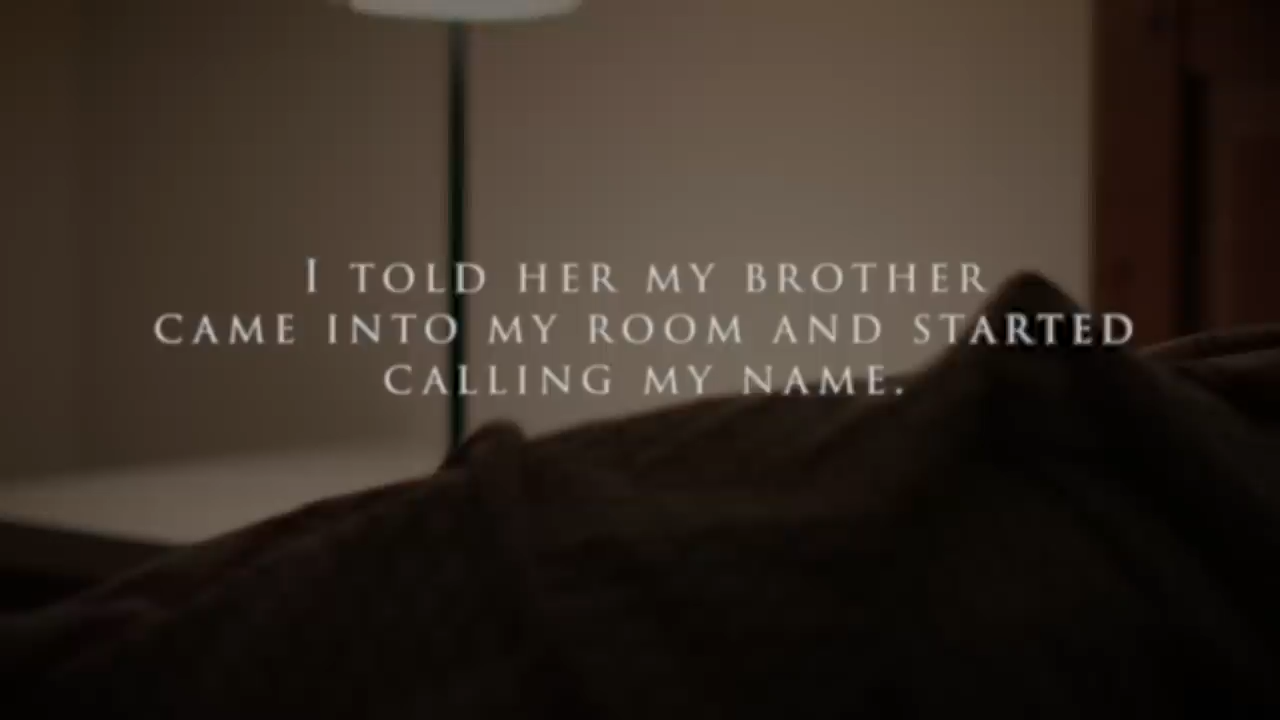 I TOLD HER MY BROTHER
CAME INTO MY ROOM AND STARTED
CALLING MY NAME.